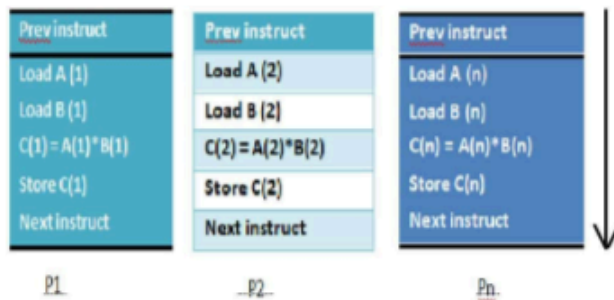 Prev instruct
Load A (1)
Load B (1)
C(1) = A(1)*B(1)
Store C(1)
Next instruct
P1
Prev instruct
Load A (2)
Load B (2)
C(2) = A(2)*B(2)
Store C(2)
Next instruct
P2
Prev instruct
Load A (n)
Load B (n)
C(n) = A(n)*B(n)
Store C(n)
Next instruct
Pn